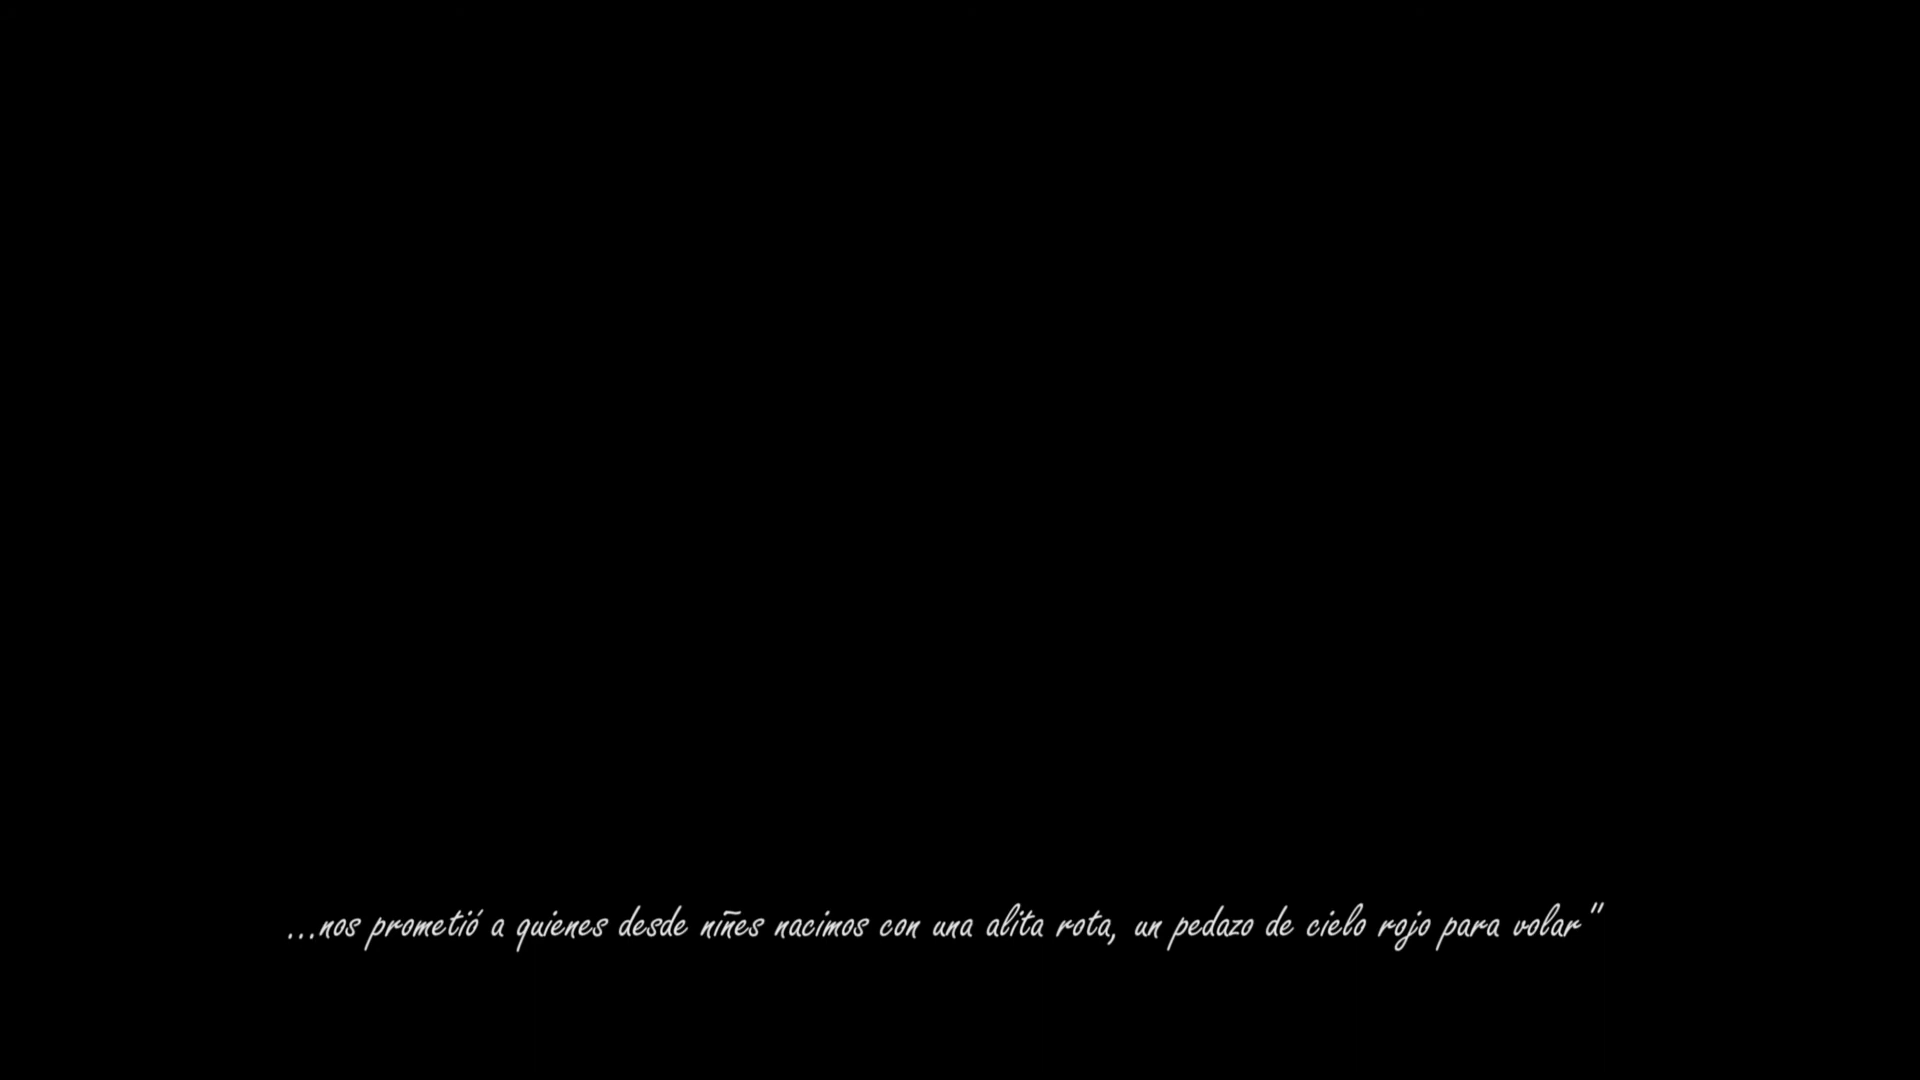 ...nos prometió a quienes desde niñes nacimos con una alita rota, un pedazo de cielo rojo para volar"